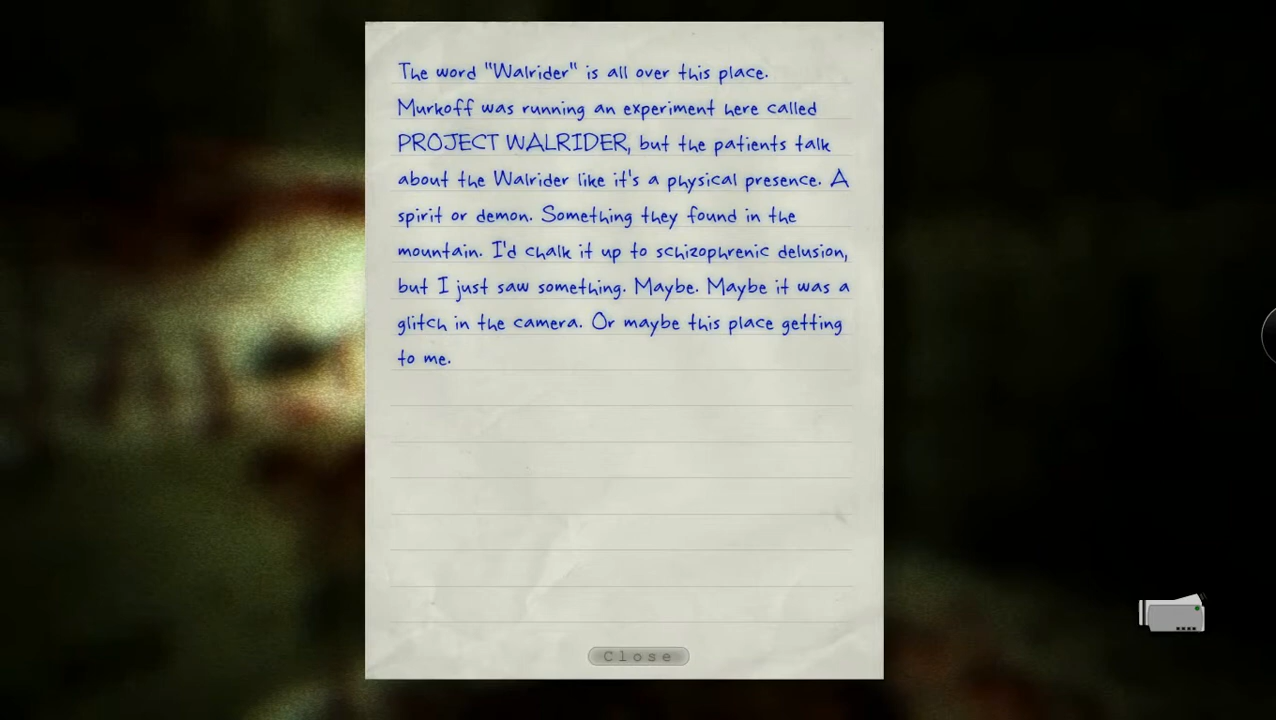 The word "Walrider" is all over this place.
Murkoff was running an experiment here called
PROJECT WALRIDER, but the patients talk
about the Walrider like it's a physical presence. A
spirit or demon. Something they found in the
mountain. I'd chalk it up to schizophrenic delusion,
but I just saw something. Maybe. Maybe it was a
glitch in the camera. Or maybe this place getting
to me.
Close